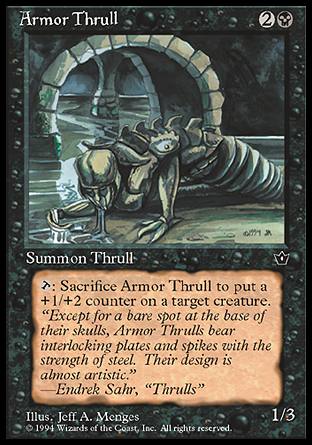 Armor Thrull 2
Summon Thrull
: Sacrifice Armor Thrull to put a
+1/+2 counter on a target creature.
"Except for a bare spot at the base of
their skulls, Armor Thrulls bear
interlocking plates and spikes with the
strength of steel. Their design is
almost artistic."
—Endrek Sahr, "Thrulls"
Illus. Jeff A. Menges
© 1994 Wizards of the Coast, Inc. All rights reserved.
1/3